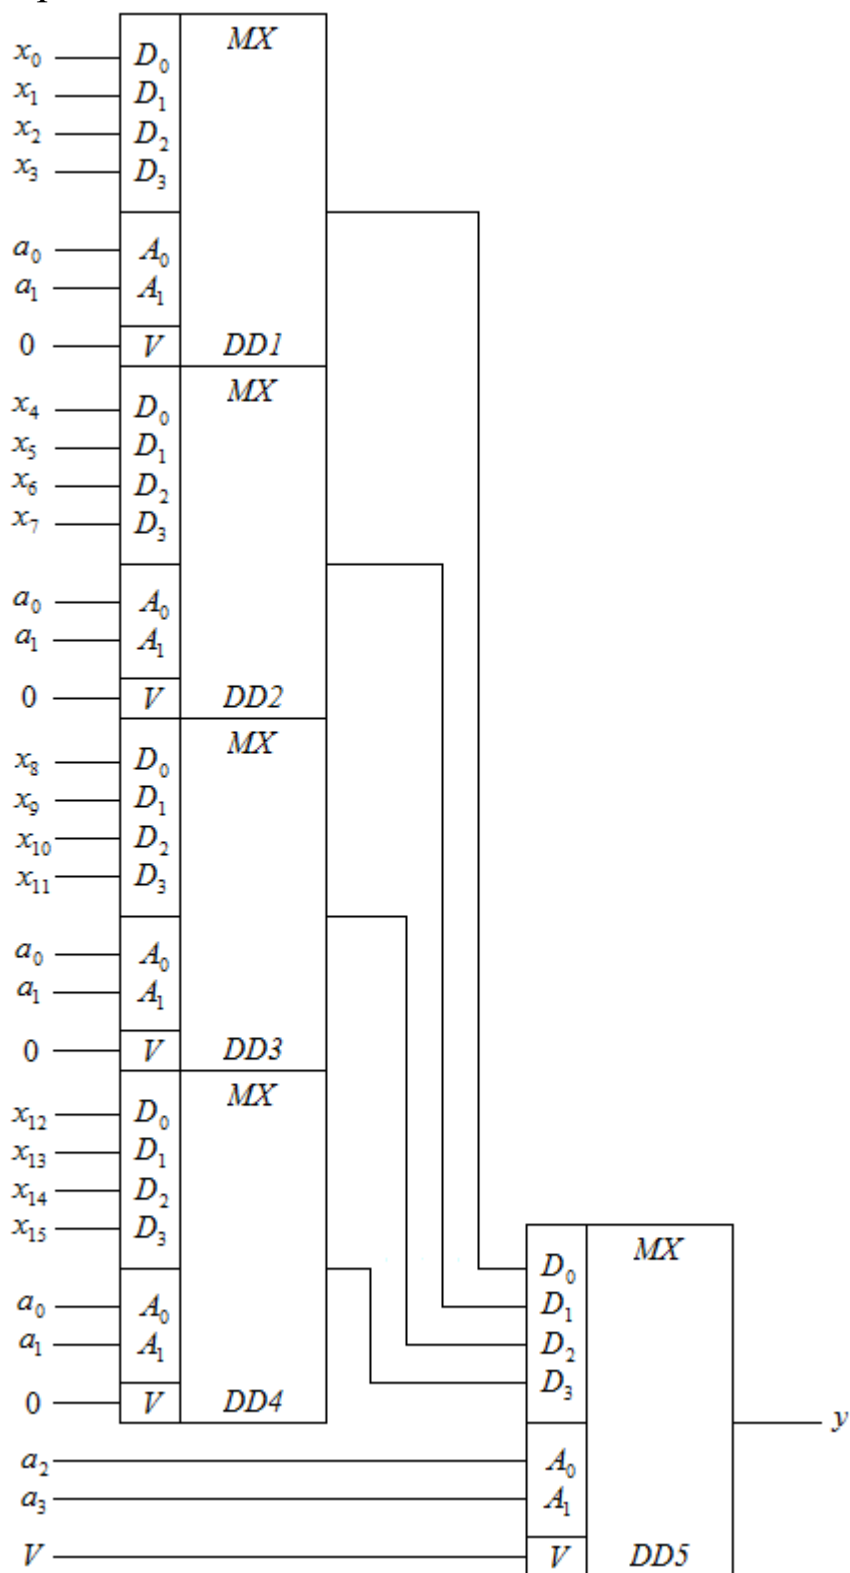 MX
x₀ D₀
x₁ D₁
x₂ D₂
x₃ D₃
a₀ A₀
a₁ A₁
0 V DD1
MX
x₄ D₀
x₅ D₁
x₆ D₂
x₇ D₃
a₀ A₀
a₁ A₁
0 V DD2
MX
x₈ D₀
x₉ D₁
x₁₀ D₂
x₁₁ D₃
a₀ A₀
a₁ A₁
0 V DD3
MX
x₁₂ D₀
x₁₃ D₁
x₁₄ D₂
x₁₅ D₃
a₀ A₀
a₁ A₁
0 V DD4
MX
D₀
D₁
D₂
D₃
y
a₂ A₀
a₃ A₁
V V DD5